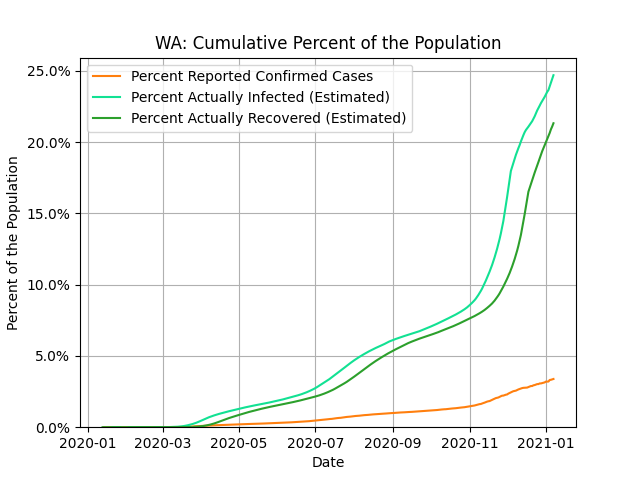 WA: Cumulative Percent of the Population
Percent Reported Confirmed Cases
Percent Actually Infected (Estimated)
Percent Actually Recovered (Estimated)
Percent of the Population
25.0%
20.0%
15.0%
10.0%
5.0%
0.0%
2020-01 2020-03 2020-05 2020-07 2020-09 2020-11 2021-01
Date